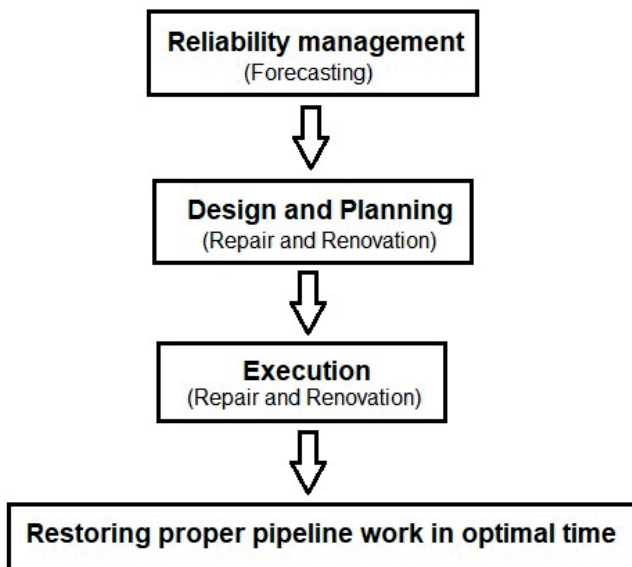 Reliability management
(Forecasting)
Design and Planning
(Repair and Renovation)
Execution
(Repair and Renovation)
Restoring proper pipeline work in optimal time